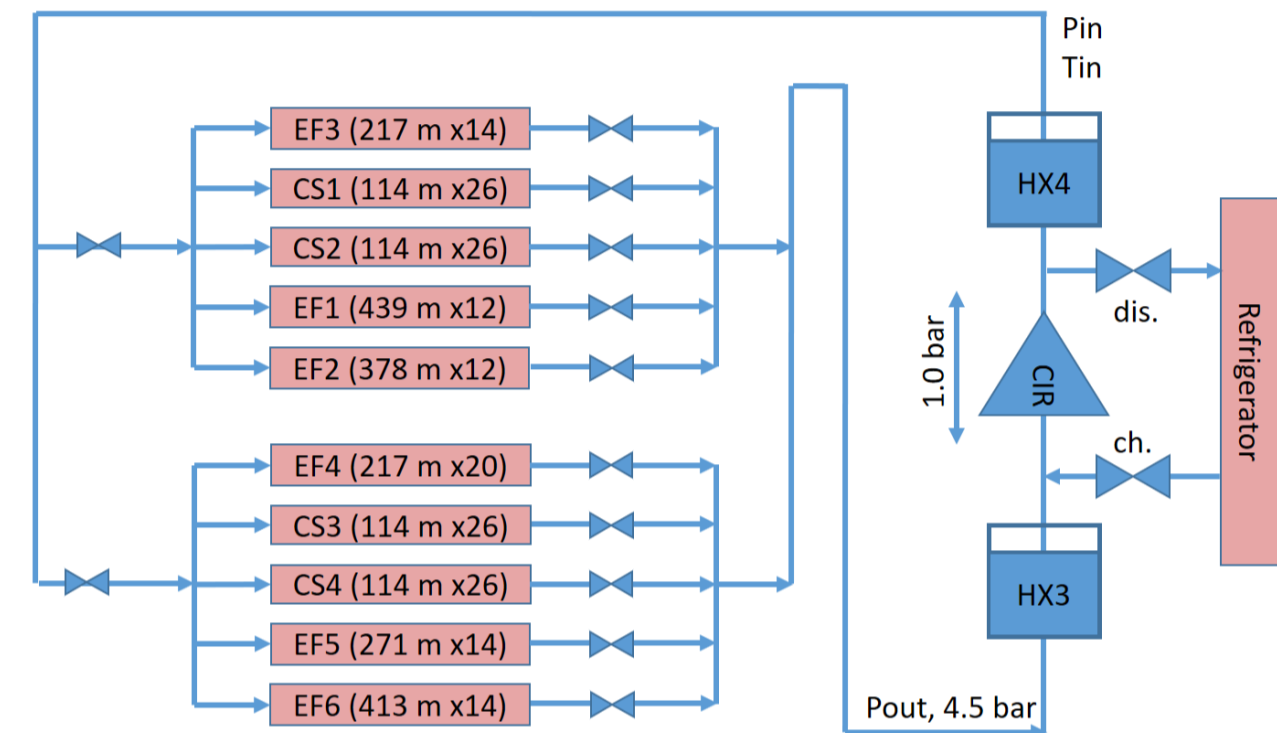 Pin
Tin
EF3 (217 m x14)
CS1 (114 m x26)
CS2 (114 m x26)
EF1 (439 m x12)
EF2 (378 m x12)
EF4 (217 m x20)
CS3 (114 m x26)
CS4 (114 m x26)
EF5 (271 m x14)
EF6 (413 m x14)
HX4
dis.
1.0 bar
CIR
Refrigerator
ch.
HX3
Pout, 4.5 bar